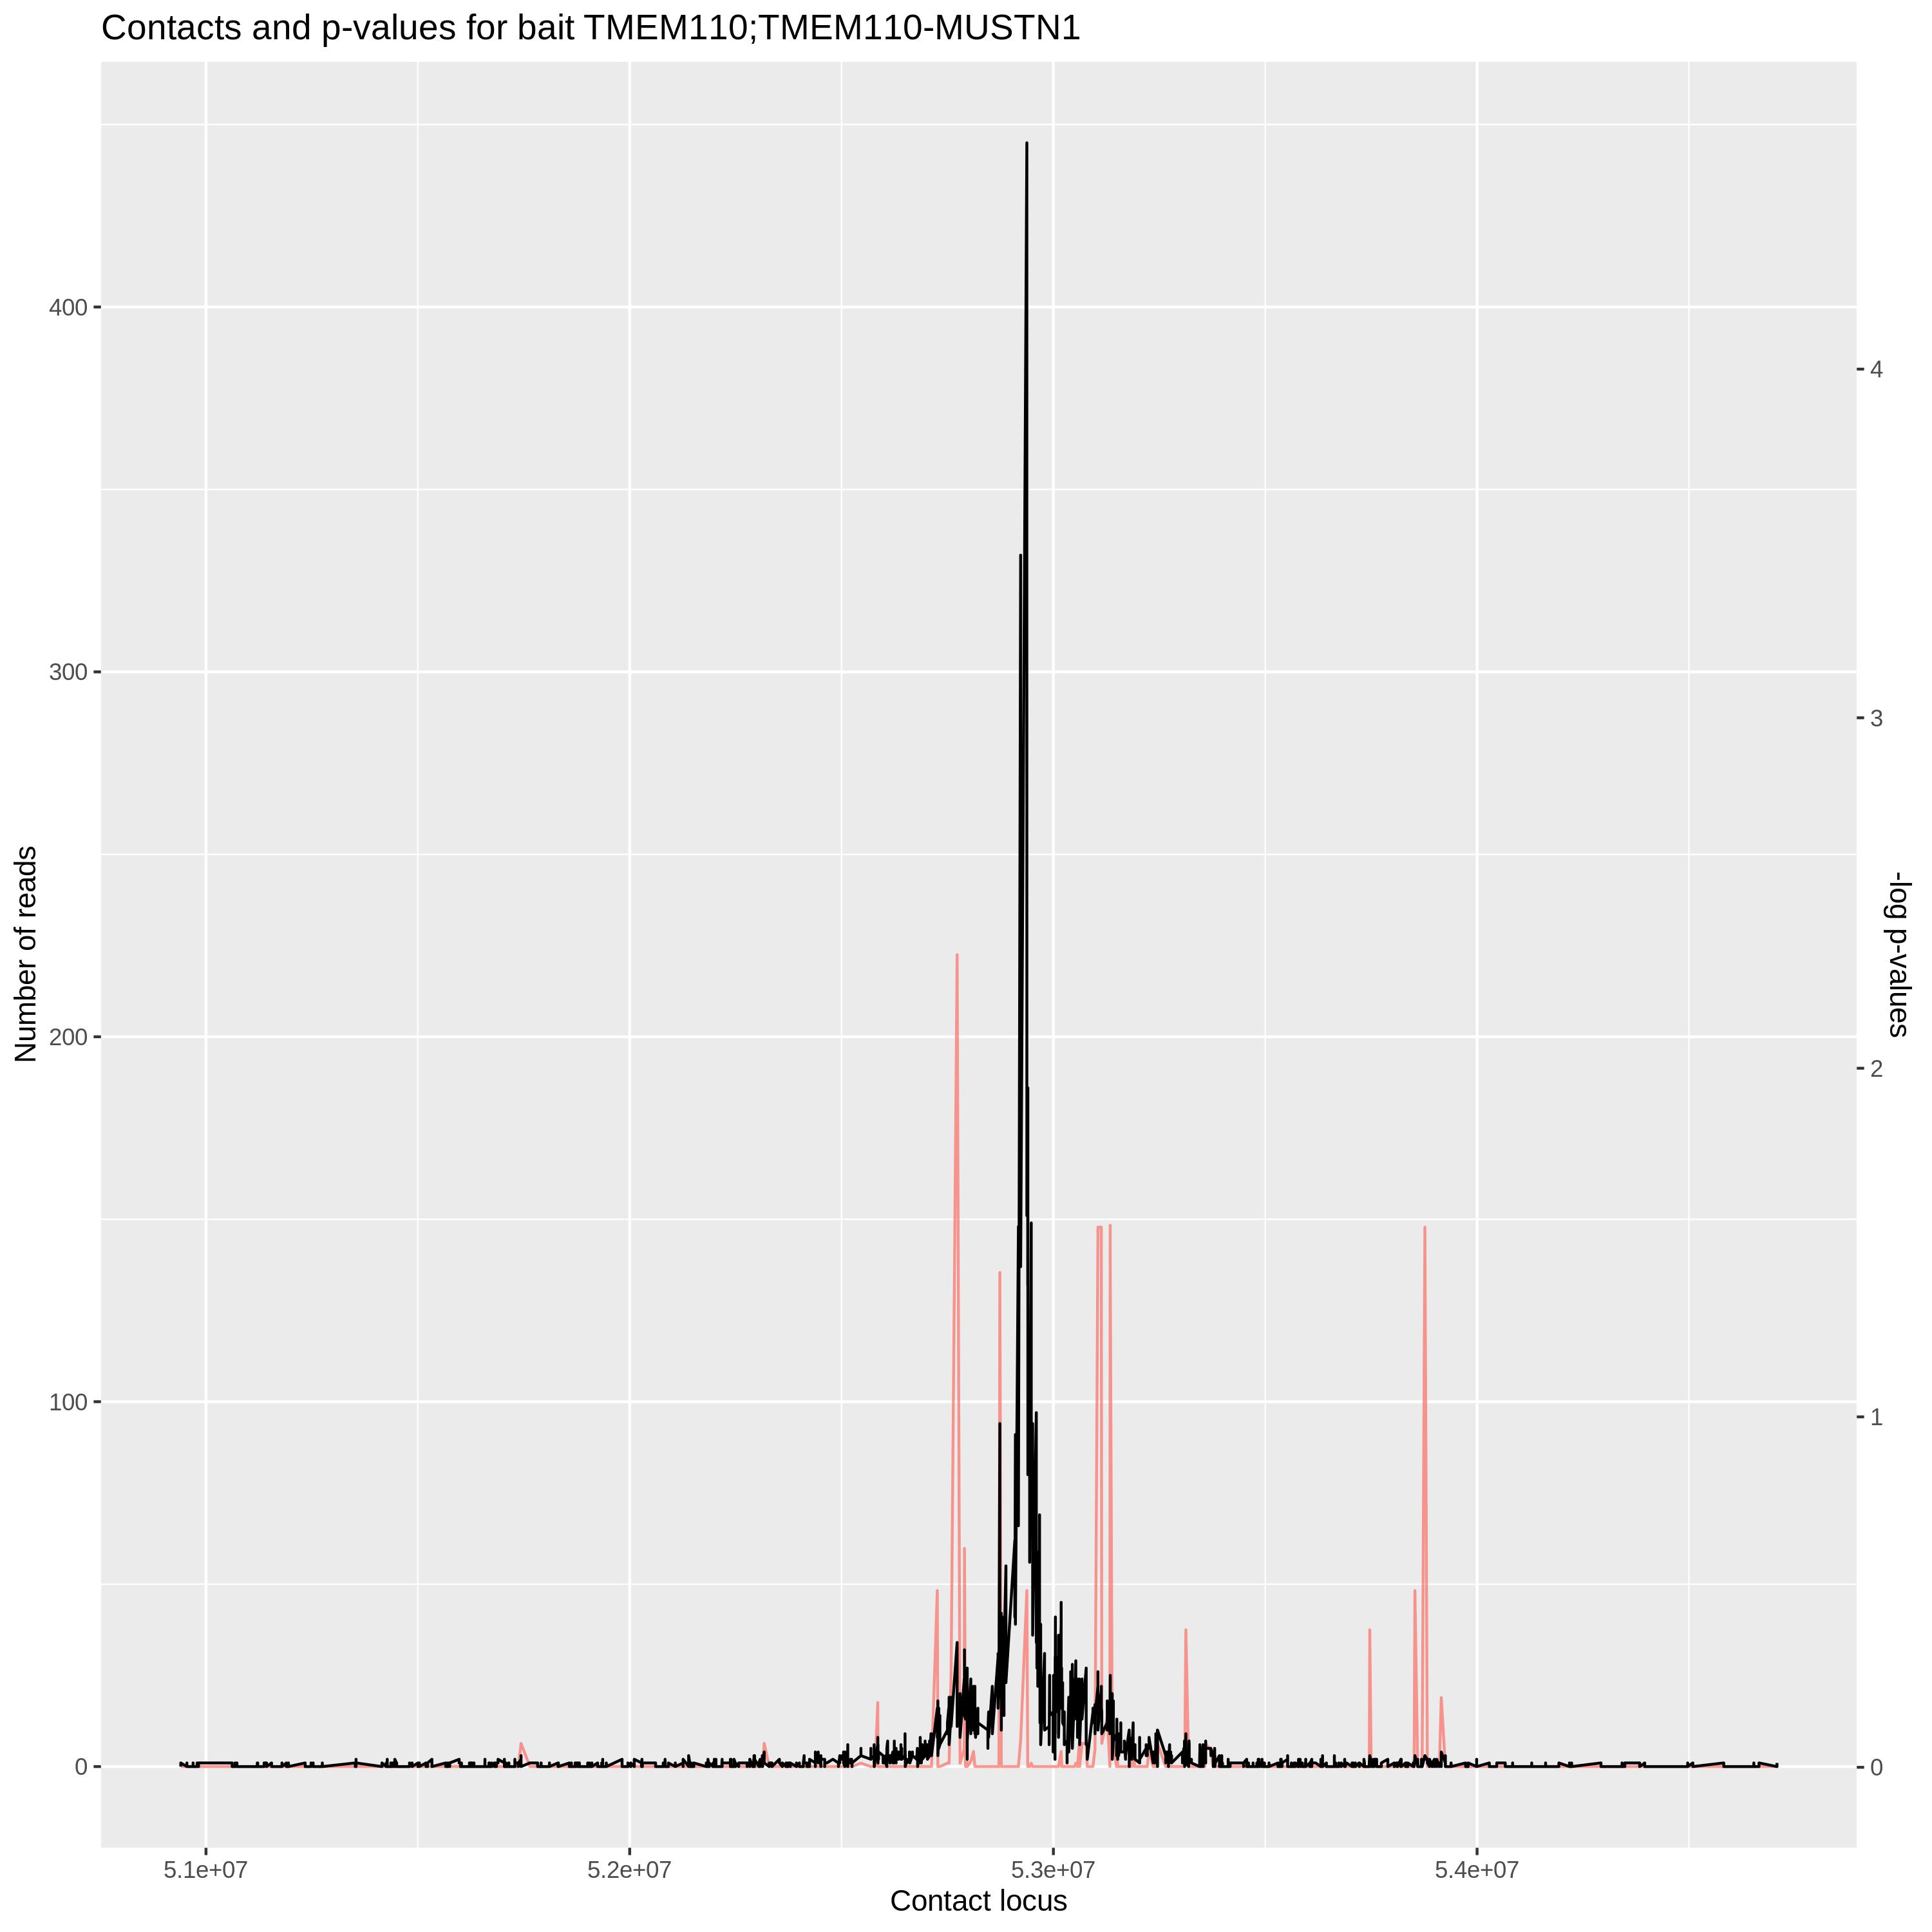 Contacts and p-values for bait TMEM110;TMEM110-MUSTN1
Number of reads
400
300
200
100
0
4
3
2
1
0
-log p-values
5.1e+07
5.2e+07
5.3e+07
5.4e+07
Contact locus